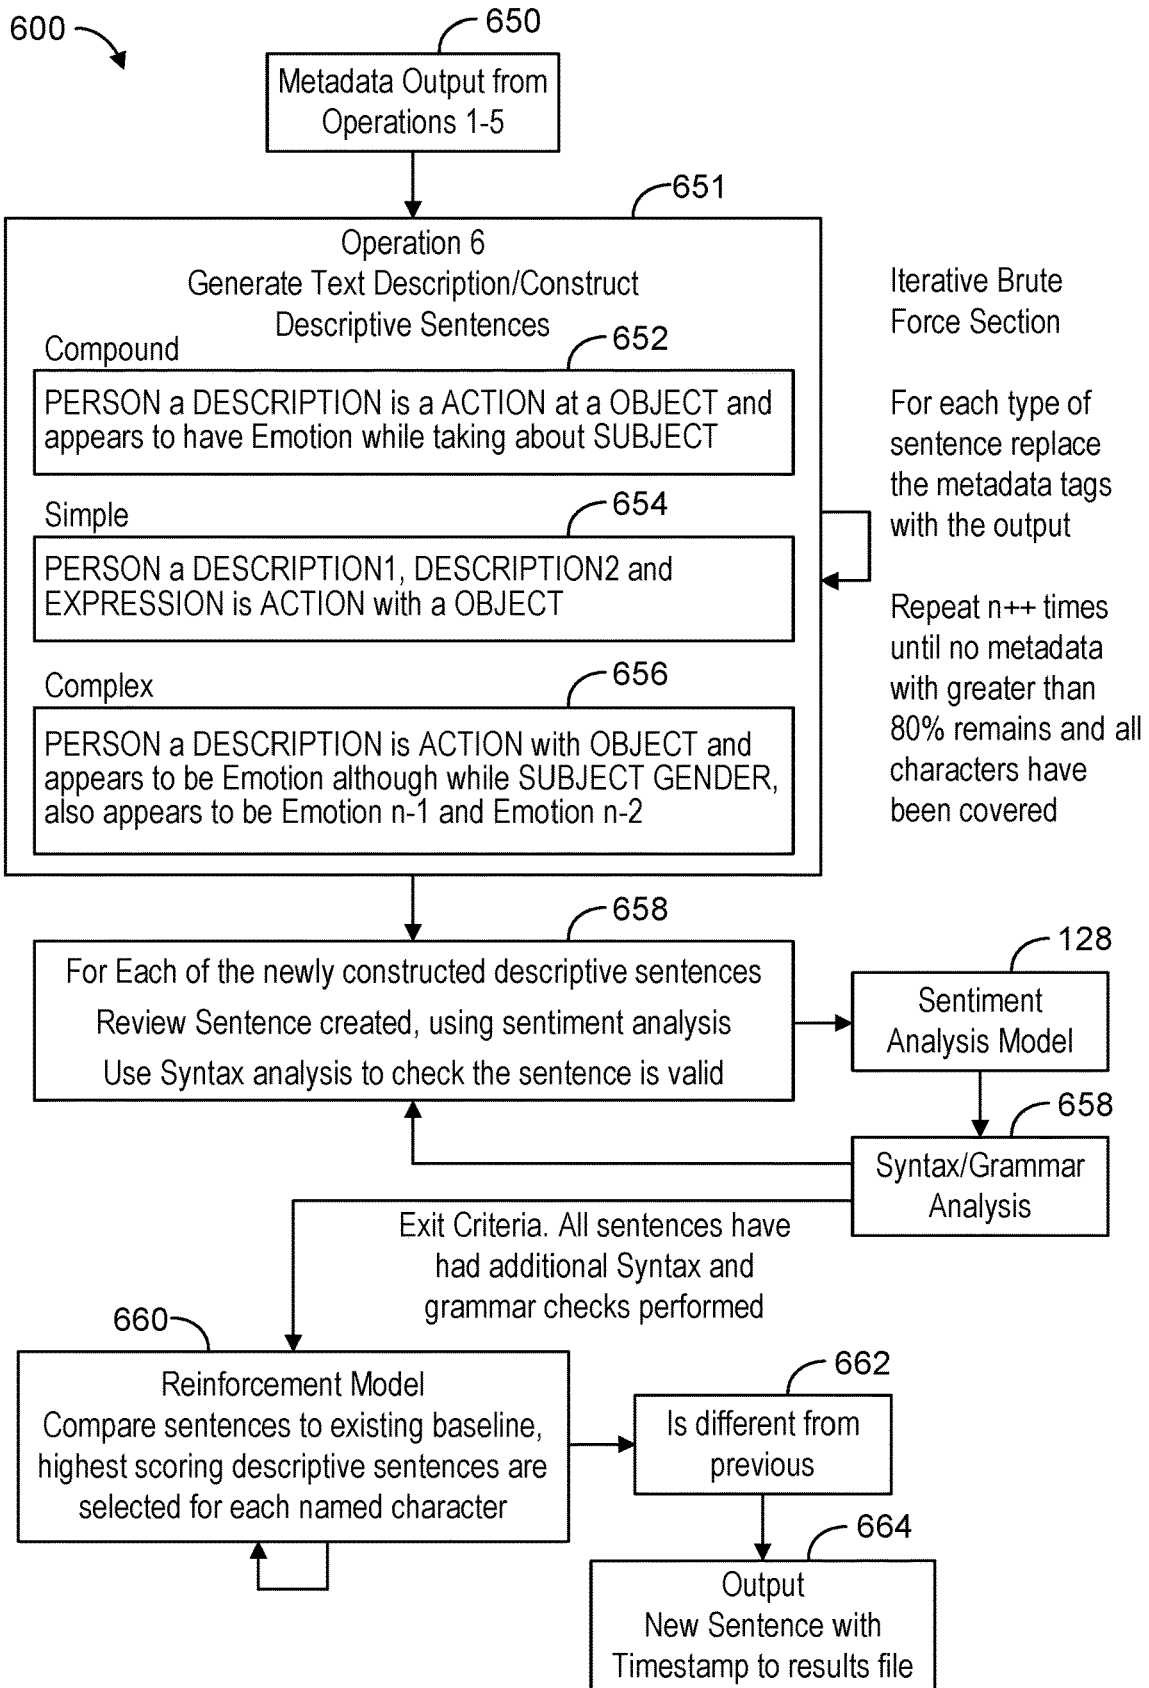 600
650
Metadata Output from
Operations 1-5
651
Operation 6
Generate Text Description/Construct
Descriptive Sentences
Compound
652
PERSON a DESCRIPTION is a ACTION at a OBJECT and
appears to have Emotion while taking about SUBJECT
Simple
654
PERSON a DESCRIPTION1, DESCRIPTION2 and
EXPRESSION is ACTION with a OBJECT
Complex
656
PERSON a DESCRIPTION is ACTION with OBJECT and
appears to be Emotion although while SUBJECT GENDER,
also appears to be Emotion n-1 and Emotion n-2
Iterative Brute
Force Section
For each type of
sentence replace
the metadata tags
with the output
Repeat n++ times
until no metadata
with greater than
80% remains and all
characters have
been covered
658
For Each of the newly constructed descriptive sentences
Review Sentence created, using sentiment analysis
Use Syntax analysis to check the sentence is valid
128
Sentiment
Analysis Model
658
Syntax/Grammar
Analysis
Exit Criteria. All sentences have
had additional Syntax and
grammar checks performed
660
Reinforcement Model
Compare sentences to existing baseline,
highest scoring descriptive sentences are
selected for each named character
662
Is different from
previous
664
Output
New Sentence with
Timestamp to results file